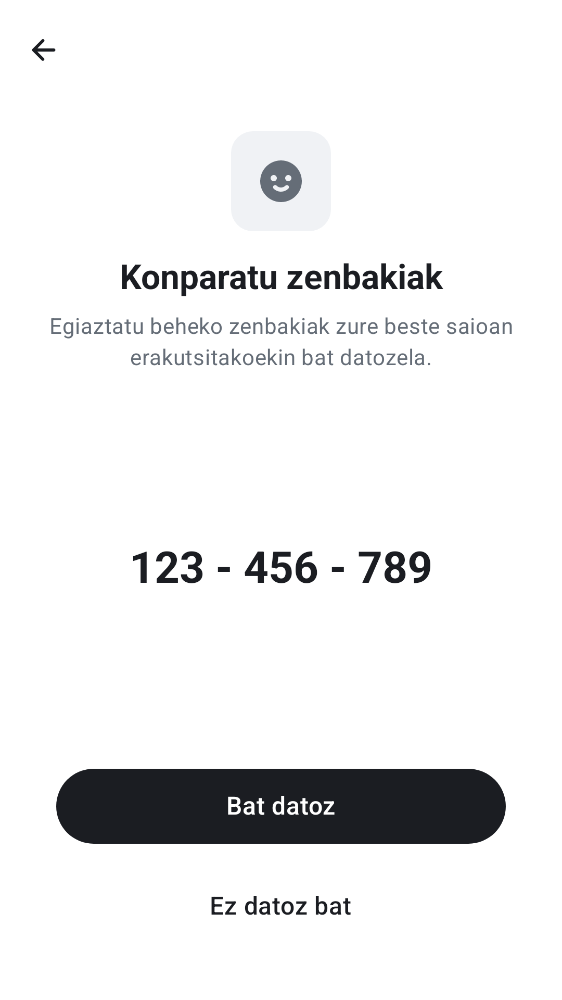 Konparatu zenbakiak
Egiaztatu beheko zenbakiak zure beste saioan
erakutsitakoekin bat datozela.
123 - 456 - 789
Bat datoz
Ez datoz bat